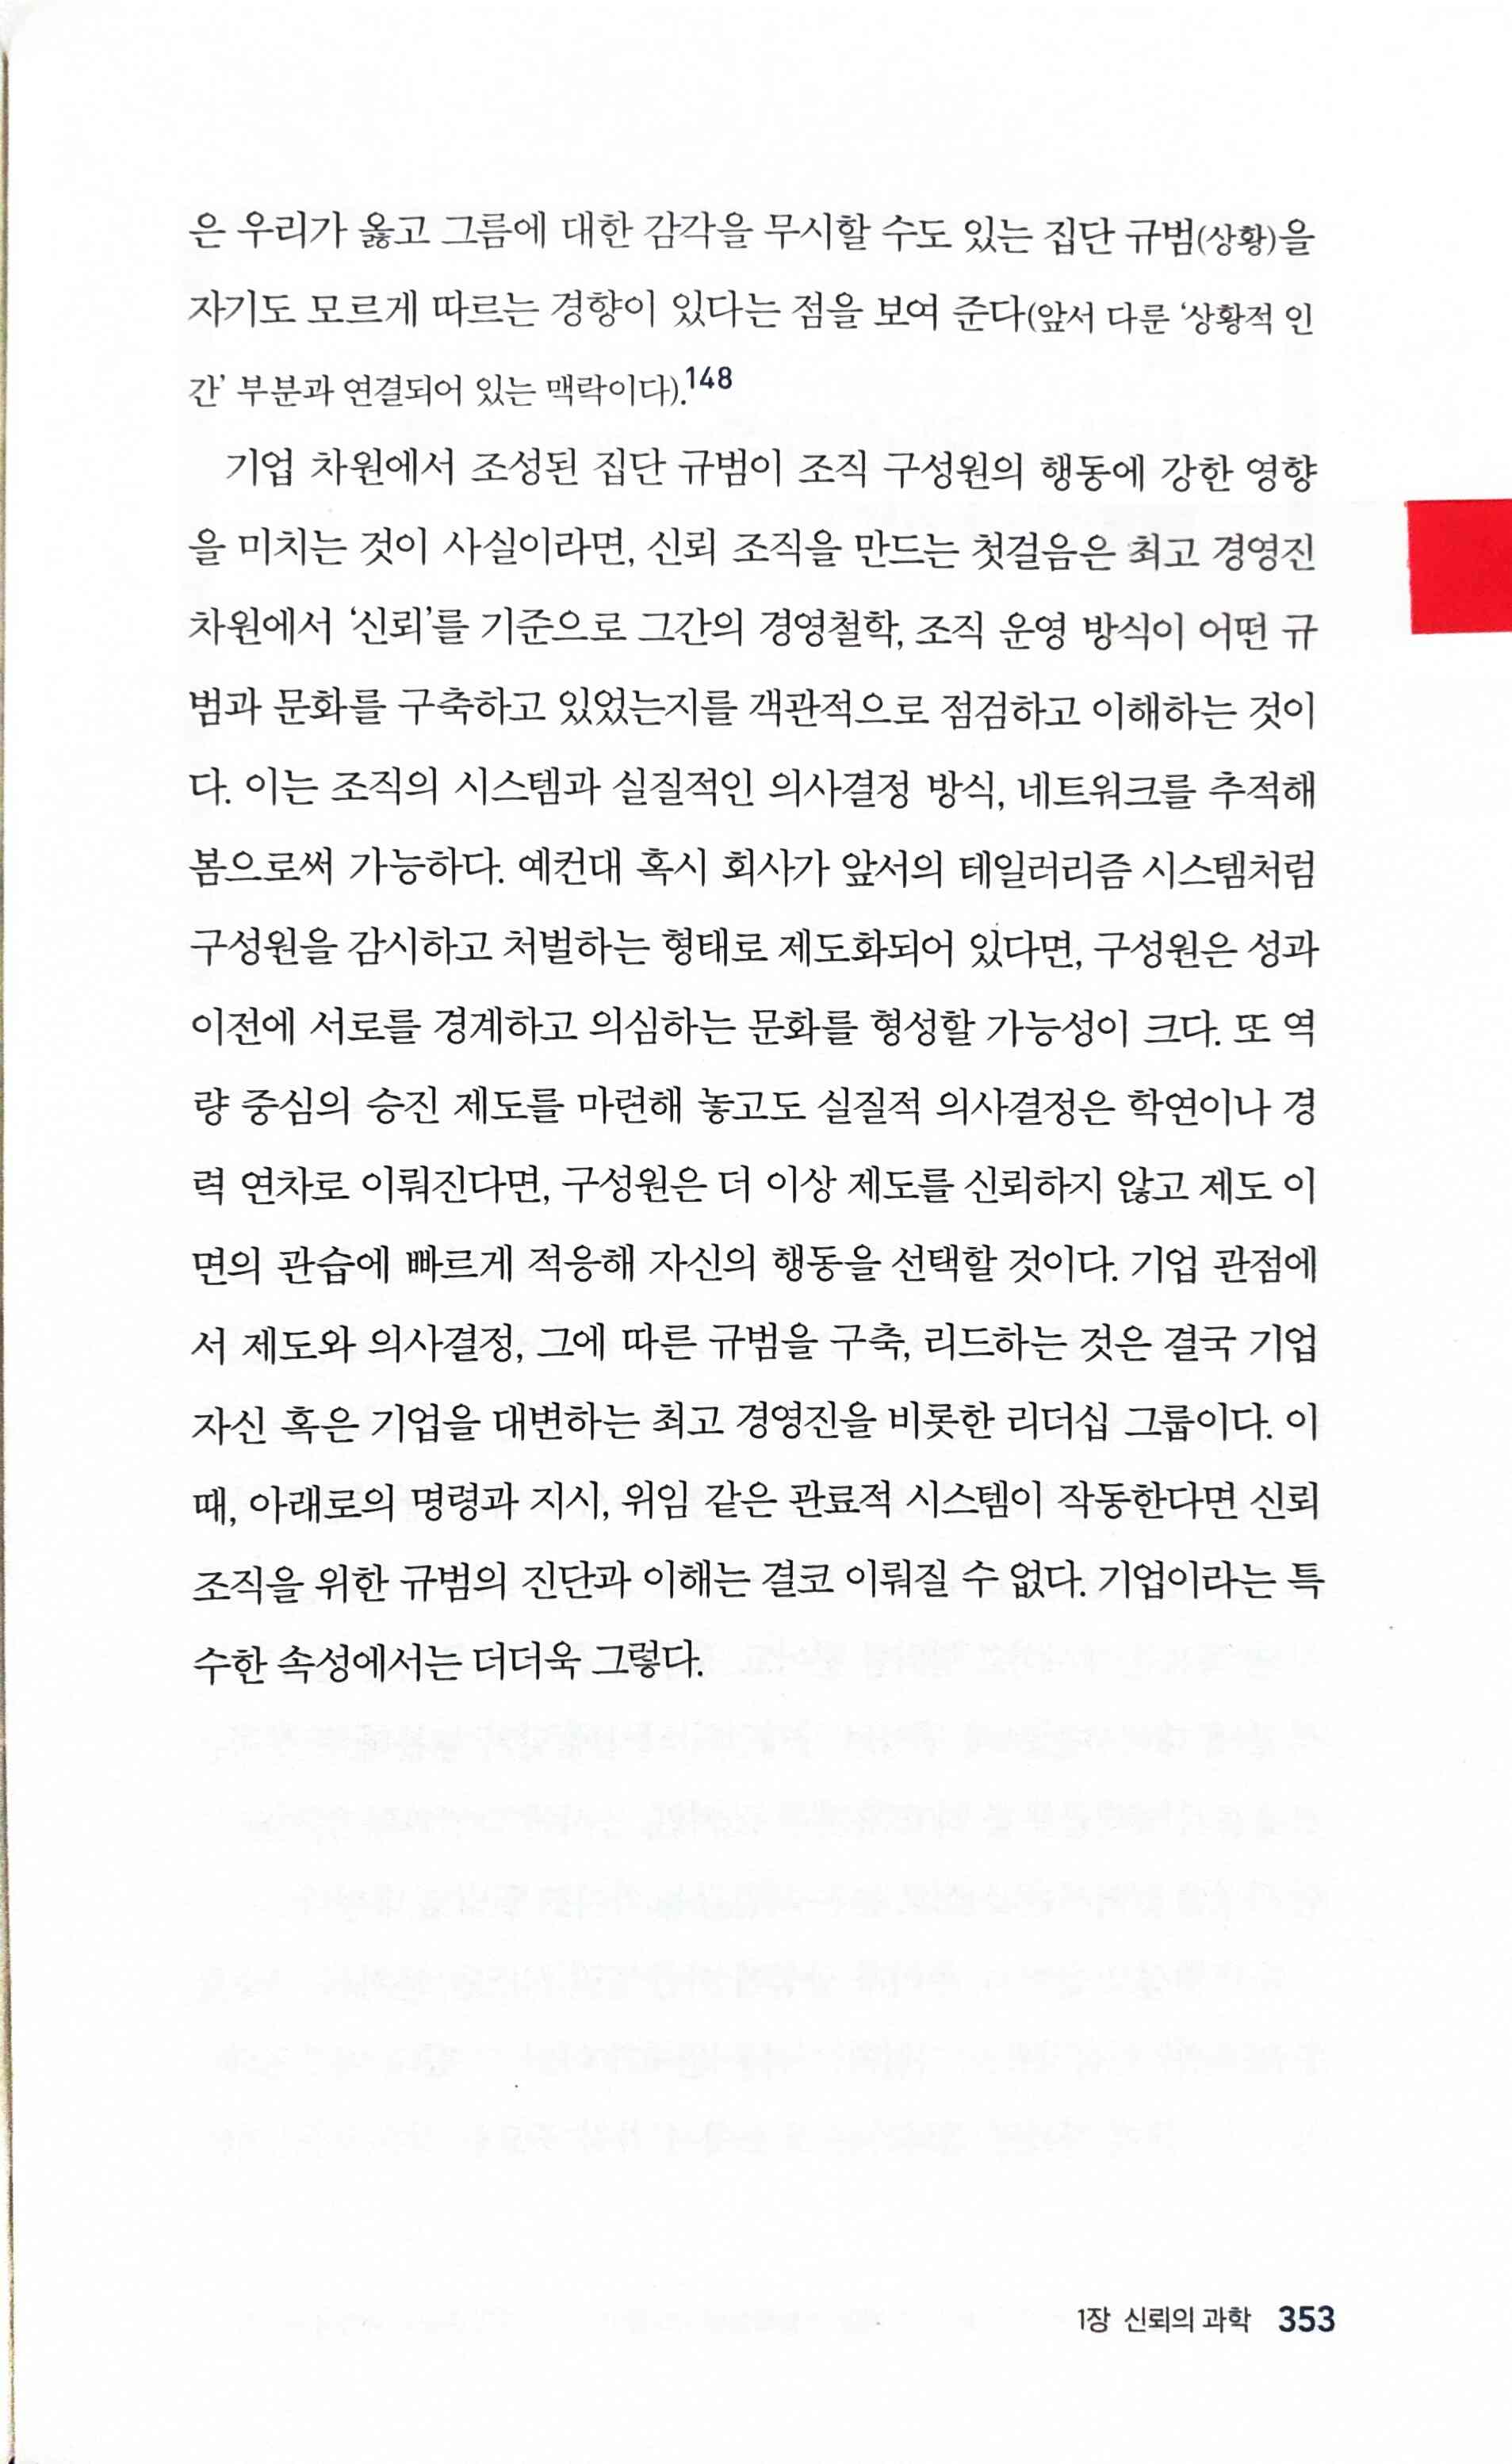 은 우리가 옳고 그름에 대한 감각을 무시할 수도 있는 집단 규범(상황)을
자기도 모르게 따르는 경향이 있다는 점을 보여 준다(앞서 다룬 ‘상황적 인
간’ 부분과 연결되어 있는 맥락이다).148
기업 차원에서 조성된 집단 규범이 조직 구성원의 행동에 강한 영향
을 미치는 것이 사실이라면, 신뢰 조직을 만드는 첫걸음은 최고 경영진
차원에서 ‘신뢰’를 기준으로 그간의 경영철학, 조직 운영 방식이 어떤 규
범과 문화를 구축하고 있었는지를 객관적으로 점검하고 이해하는 것이
다. 이는 조직의 시스템과 실질적인 의사결정 방식, 네트워크를 추적해
봄으로써 가능하다. 예컨대 혹시 회사가 앞서의 테일러리즘 시스템처럼
구성원을 감시하고 처벌하는 형태로 제도화되어 있다면, 구성원은 성과
이전에 서로를 경계하고 의심하는 문화를 형성할 가능성이 크다. 또 역
량 중심의 승진 제도를 마련해 놓고도 실질적 의사결정은 학연이나 경
력 연차로 이뤄진다면, 구성원은 더 이상 제도를 신뢰하지 않고 제도 이
면의 관습에 빠르게 적응해 자신의 행동을 선택할 것이다. 기업 관점에
서 제도와 의사결정, 그에 따른 규범을 구축, 리드하는 것은 결국 기업
자신 혹은 기업을 대변하는 최고 경영진을 비롯한 리더십 그룹이다. 이
때, 아래로의 명령과 지시, 위임 같은 관료적 시스템이 작동한다면 신뢰
조직을 위한 규범의 진단과 이해는 결코 이뤄질 수 없다. 기업이라는 특
수한 속성에서는 더더욱 그렇다.
1장 신뢰의 과학 353